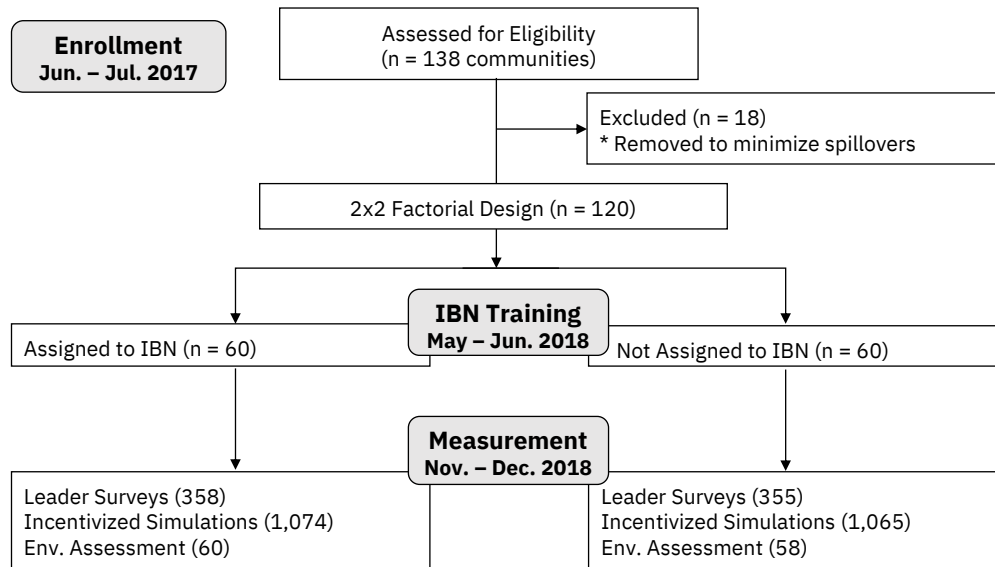 Enrollment
Jun. – Jul. 2017
Assessed for Eligibility
(n = 138 communities)
Excluded (n = 18)
* Removed to minimize spillovers
2x2 Factorial Design (n = 120)
IBN Training
May – Jun. 2018
Assigned to IBN (n = 60)
Not Assigned to IBN (n = 60)
Measurement
Nov. – Dec. 2018
Leader Surveys (358)
Incentivized Simulations (1,074)
Env. Assessment (60)
Leader Surveys (355)
Incentivized Simulations (1,065)
Env. Assessment (58)